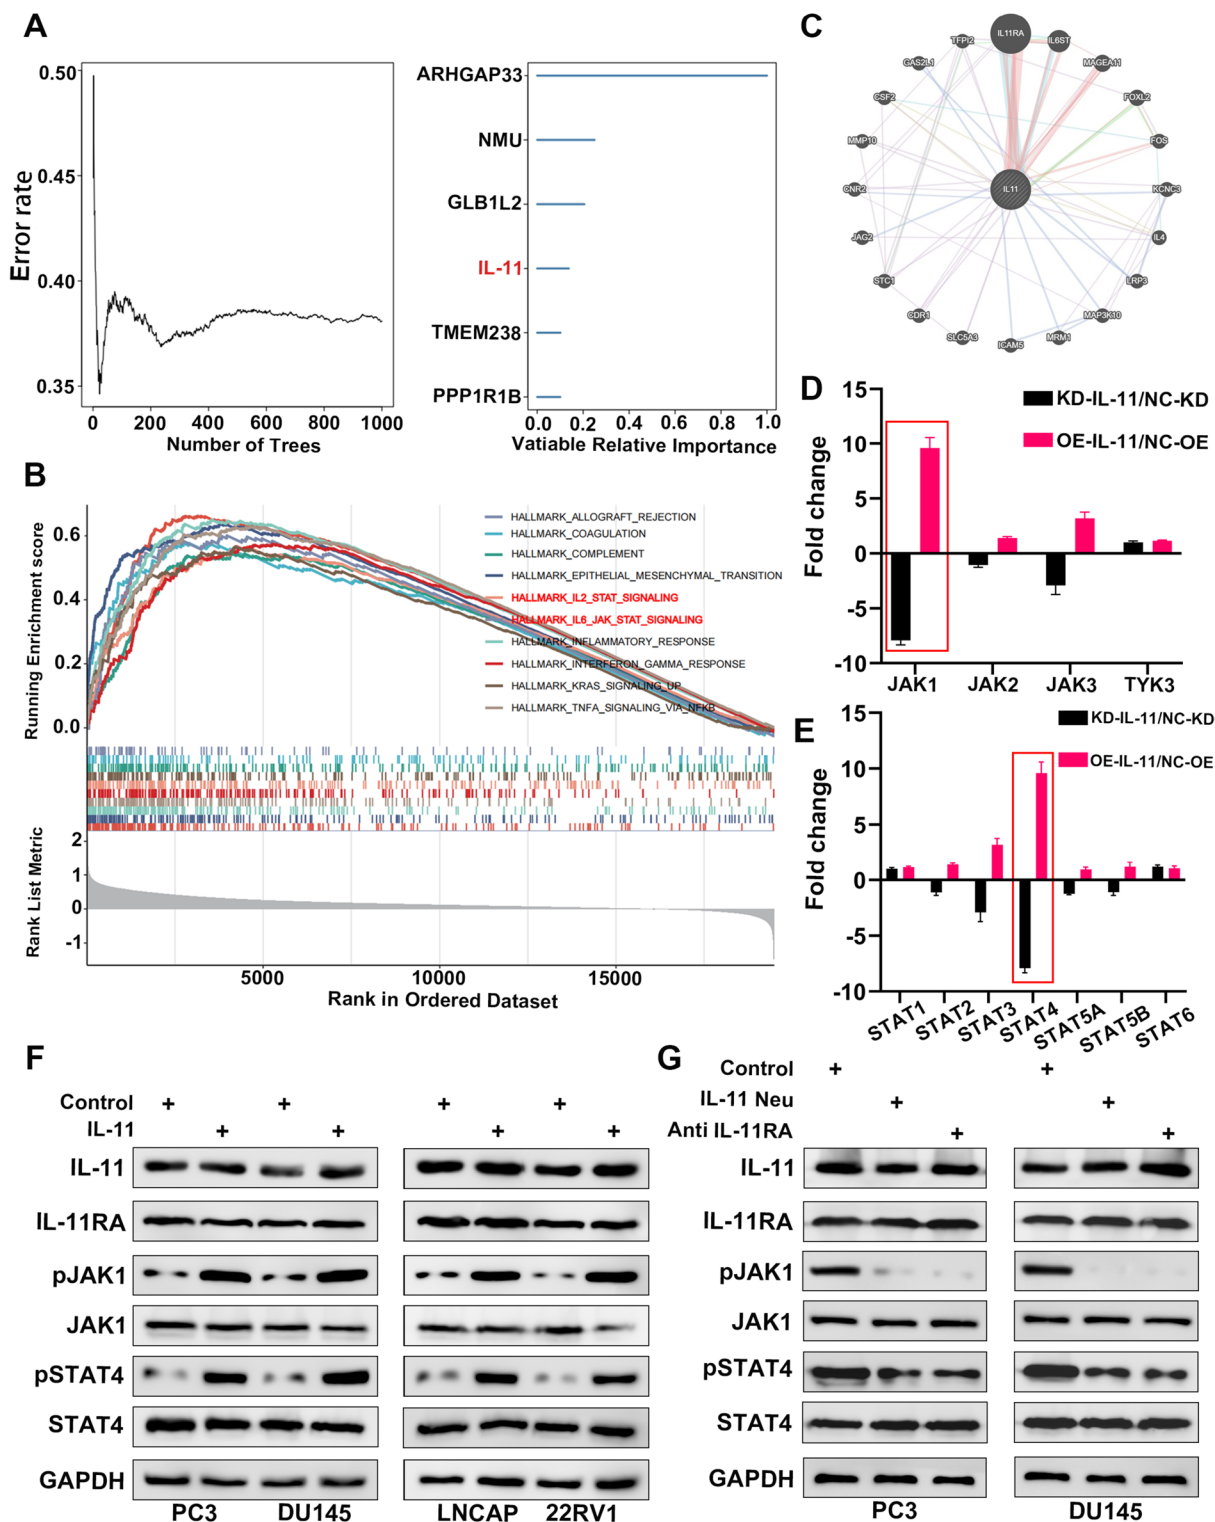 A
0.50
0.45
0.40
0.35
Error rate
0 200 400 600 800 1000
Number of Trees
ARHGAP33
NMU
GLB1L2
IL-11
TMEM238
PPP1R1B
0.0 0.2 0.4 0.6 0.8 1.0
Vatiable Relative Importance
B
Running Enrichment score
0.6
0.4
0.2
0.0
HALLMARK_ALLOGRAFT_REJECTION
HALLMARK_COAGULATION
HALLMARK_COMPLEMENT
HALLMARK_EPITHELIAL_MESENCHYMAL_TRANSITION
HALLMARK_IL2_STAT_SIGNALING
HALLMARK_IL6_JAK_STAT_SIGNALING
HALLMARK_INFLAMMATORY_RESPONSE
HALLMARK_INTERFERON_GAMMA_RESPONSE
HALLMARK_KRAS_SIGNALING_UP
HALLMARK_TNFA_SIGNALING_VIA_NFKB
Rank List Metric
2
1
0
-1
5000 10000 15000
Rank in Ordered Dataset
C
IL11RA
IL6ST
MAGEA11
FOXL2
FOS
KCNC3
IL4
LRP3
MAP3K10
MRM1
ICAM5
SLC5A3
CDR1
STC1
JAG2
CNR2
MMP10
CSF2
GAS2L1
TFPI2
IL11
D
Fold change
15
10
5
0
-5
-10
KD-IL-11/NC-KD
OE-IL-11/NC-OE
JAK1 JAK2 JAK3 TYK3
E
Fold change
15
10
5
0
-5
-10
KD-IL-11/NC-KD
OE-IL-11/NC-OE
STAT1 STAT2 STAT3 STAT4 STAT5A STAT5B STAT6
F
Control + + + +
IL-11 + + + +
IL-11
IL-11RA
pJAK1
JAK1
pSTAT4
STAT4
GAPDH
PC3 DU145 LNCAP 22RV1
G
Control + +
IL-11 Neu + +
Anti IL-11RA + +
IL-11
IL-11RA
pJAK1
JAK1
pSTAT4
STAT4
GAPDH
PC3 DU145